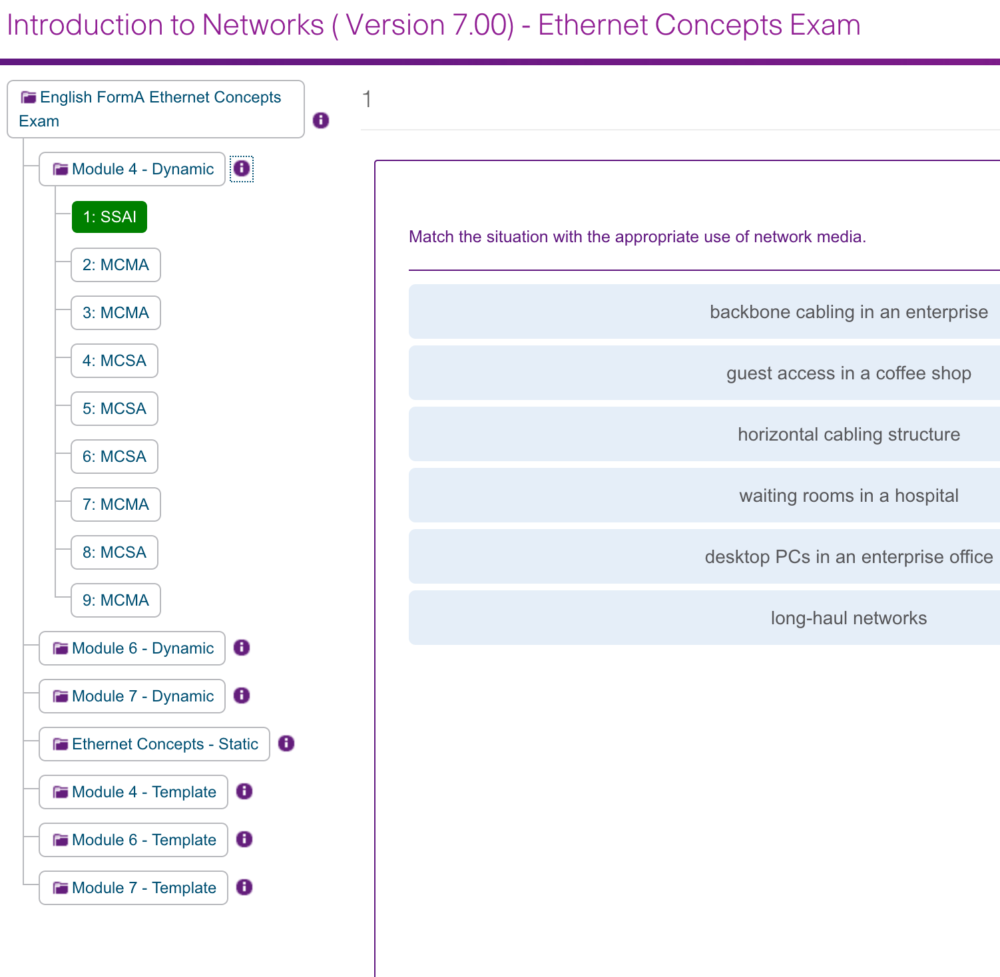 Introduction to Networks ( Version 7.00) - Ethernet Concepts Exam
English FormA Ethernet Concepts
Exam
Module 4 - Dynamic
1: SSAI
2: MCMA
3: MCMA
4: MCSA
5: MCSA
6: MCSA
7: MCMA
8: MCSA
9: MCMA
Module 6 - Dynamic
Module 7 - Dynamic
Ethernet Concepts - Static
Module 4 - Template
Module 6 - Template
Module 7 - Template
1
Match the situation with the appropriate use of network media.
backbone cabling in an enterprise
guest access in a coffee shop
horizontal cabling structure
waiting rooms in a hospital
desktop PCs in an enterprise office
long-haul networks